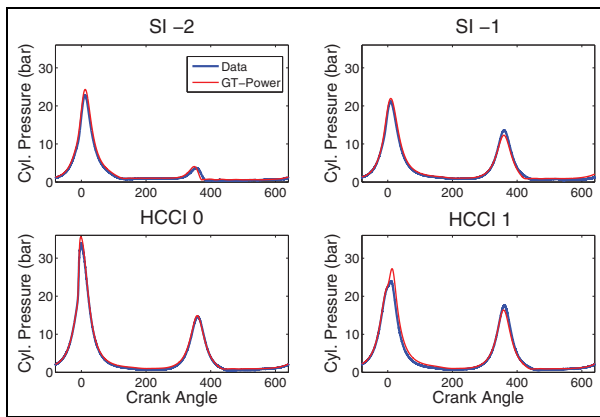 SI −2
SI −1
Cyl. Pressure (bar)
30
20
10
0
0 200 400 600
Data
GT−Power
Cyl. Pressure (bar)
30
20
10
0
0 200 400 600
HCCI 0
HCCI 1
Cyl. Pressure (bar)
30
20
10
0
0 200 400 600
Crank Angle
Cyl. Pressure (bar)
30
20
10
0
0 200 400 600
Crank Angle